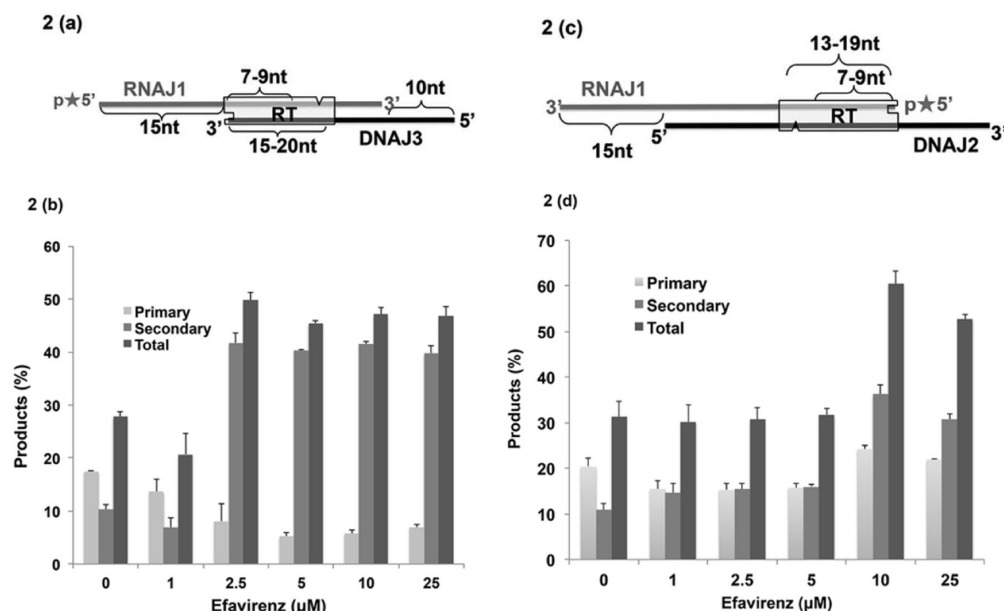 2 (a)
7-9nt
10nt
RNAJ1
p★5'
3'
15nt
3'
RT
5'
15-20nt
DNAJ3
2 (c)
13-19nt
7-9nt
RNAJ1
3'
p★5'
RT
15nt
5'
3'
DNAJ2
2 (b)
60
50
40
30
20
10
0
Products (%)
Primary
Secondary
Total
0 1 2.5 5 10 25
Efavirenz (µM)
2 (d)
70
60
50
40
30
20
10
0
Products (%)
Primary
Secondary
Total
0 1 2.5 5 10 25
Efavirenz (µM)